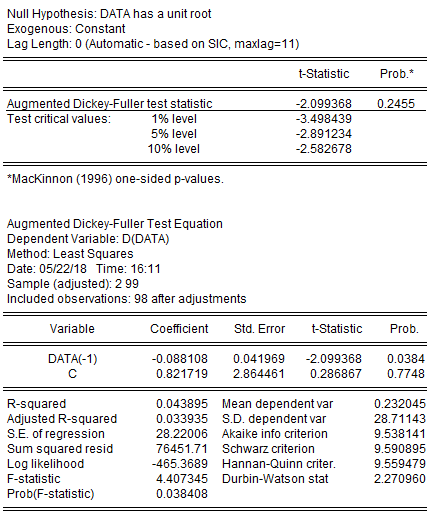 Null Hypothesis: DATA has a unit root
Exogenous: Constant
Lag Length: 0 (Automatic - based on SIC, maxlag=11)
t-Statistic Prob.*
Augmented Dickey-Fuller test statistic -2.099368 0.2455
Test critical values: 1% level -3.498439
5% level -2.891234
10% level -2.582678
*MacKinnon (1996) one-sided p-values.
Augmented Dickey-Fuller Test Equation
Dependent Variable: D(DATA)
Method: Least Squares
Date: 05/22/18 Time: 16:11
Sample (adjusted): 2 99
Included observations: 98 after adjustments
Variable Coefficient Std. Error t-Statistic Prob.
DATA(-1) -0.088108 0.041969 -2.099368 0.0384
C 0.821719 2.864461 0.286867 0.7748
R-squared 0.043895 Mean dependent var 0.232045
Adjusted R-squared 0.033935 S.D. dependent var 28.71143
S.E. of regression 28.22006 Akaike info criterion 9.538141
Sum squared resid 76451.71 Schwarz criterion 9.590895
Log likelihood -465.3689 Hannan-Quinn criter. 9.559479
F-statistic 4.407345 Durbin-Watson stat 2.270960
Prob(F-statistic) 0.038408